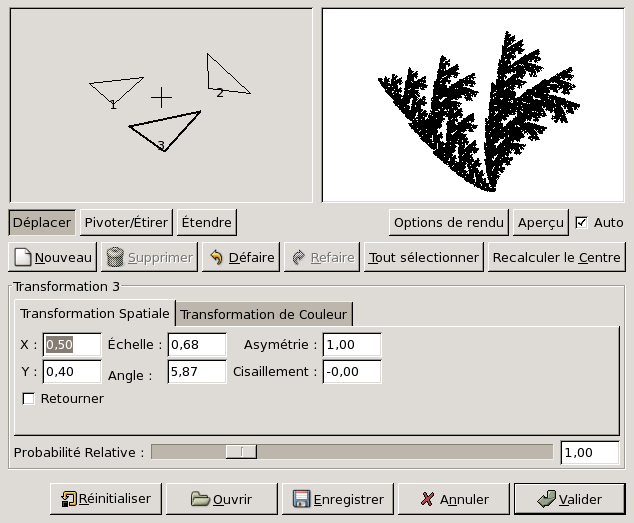 1
2
3
Déplacer Pivoter/Étirer Étendre Options de rendu Aperçu Auto
Nouveau Supprimer Défaire Refaire Tout sélectionner Recalculer le Centre
Transformation 3
Transformation Spatiale Transformation de Couleur
X : 0,50 Échelle : 0,68 Asymétrie : 1,00
Y : 0,40 Angle : 5,87 Cisaillement : -0,00
Retourner
Probabilité Relative : 1,00
Réinitialiser Ouvrir Enregistrer Annuler Valider